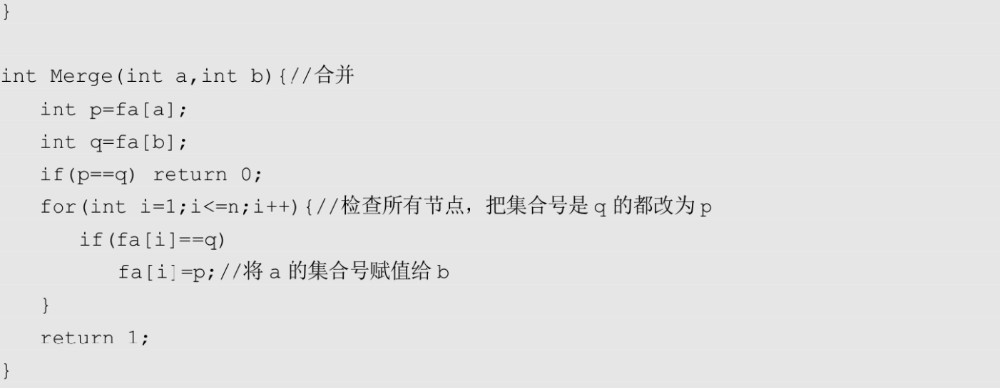 }
int Merge(int a,int b){//合并
int p=fa[a];
int q=fa[b];
if(p==q) return 0;
for(int i=1;i<=n;i++){//检查所有节点，把集合号是 q 的都改为 p
if(fa[i]==q)
fa[i]=p;//将 a 的集合号赋值给 b
}
return 1;
}